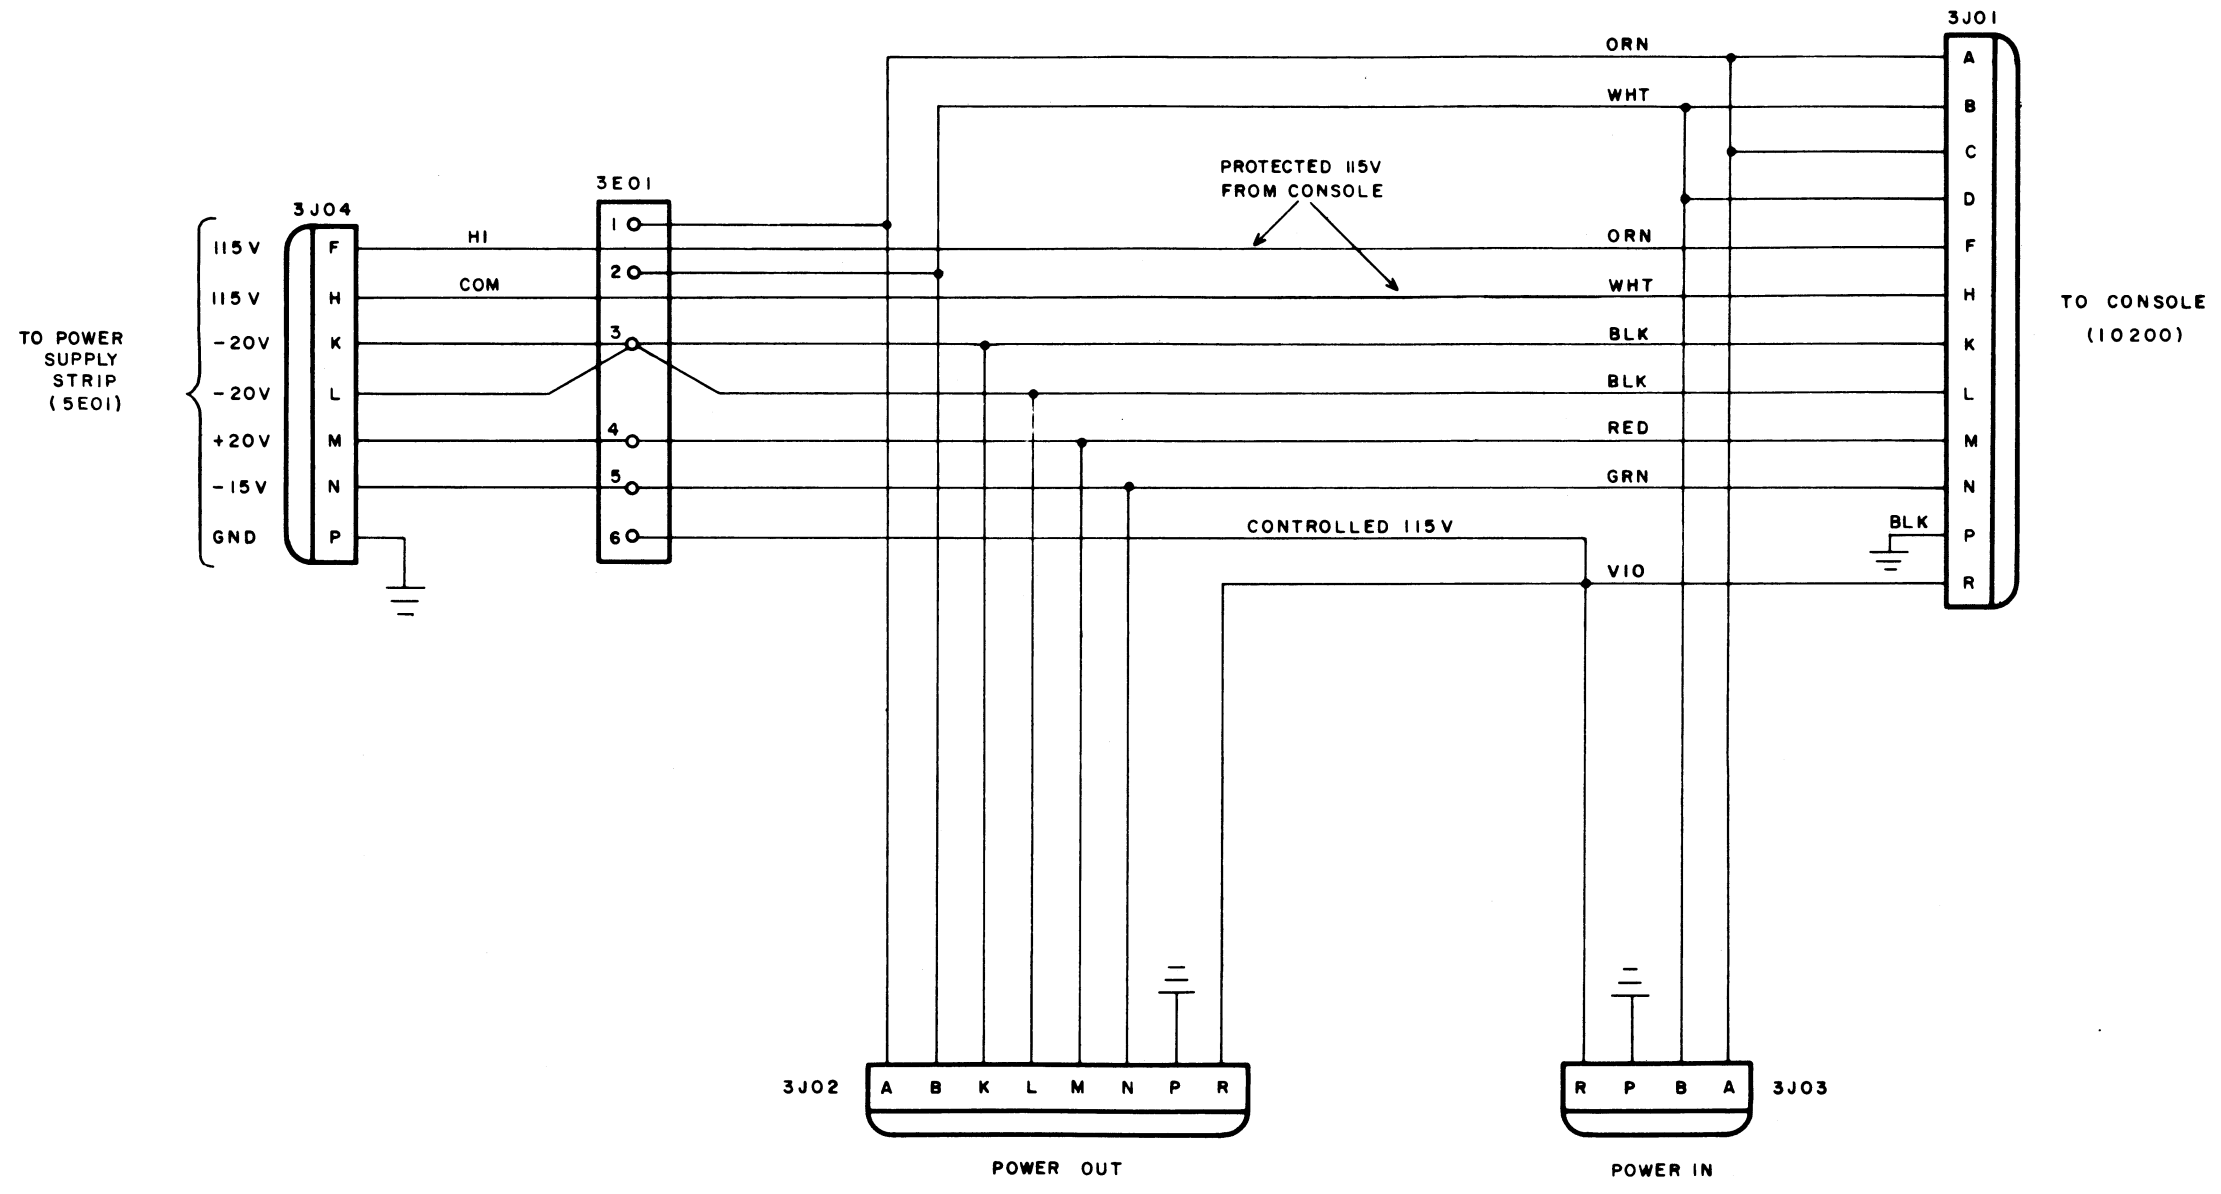 3J01
ORN
A
WHT
B
C
PROTECTED 115V
FROM CONSOLE
D
3E01
3J04
1
115V
F
HI
ORN
F
2
115V
H
COM
WHT
H
TO CONSOLE
(10200)
TO POWER
SUPPLY
STRIP
(5E01)
-20V
K
3
BLK
K
-20V
L
BLK
L
+20V
M
4
RED
M
-15V
N
5
GRN
N
GND
P
6
CONTROLLED 115V
BLK
P
VIO
R
3J02
A B K L M N P R
R P B A
3J03
POWER OUT
POWER IN